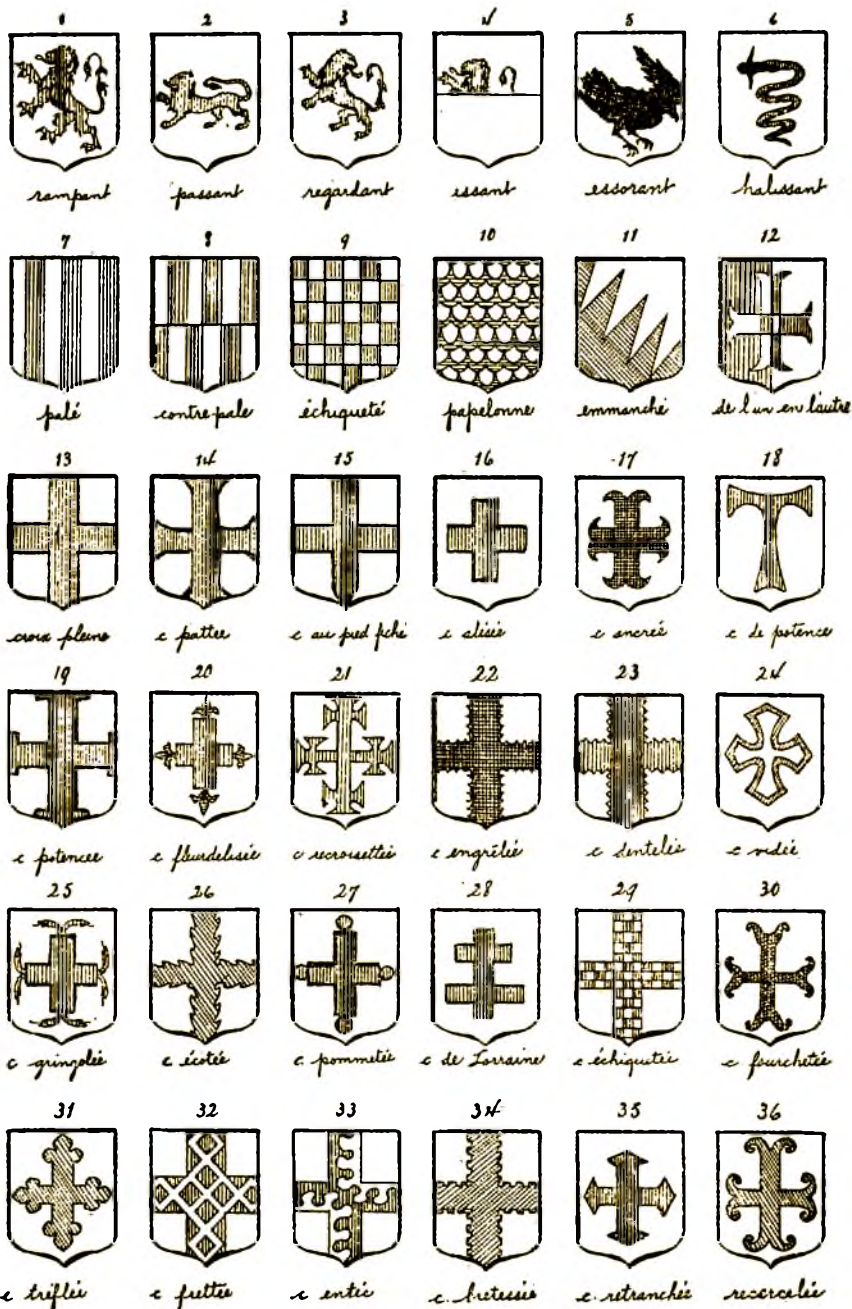 1 2 3 4 5 6
rampant passant regardant issant essorant halissant
7 8 9 10 11 12
palé contre pale échiqueté papelonne emmanché de l'un en l'autre
13 14 15 16 17 18
croix pleine c pattee c au pied fiché c alisée c ancrée c de potence
19 20 21 22 23 24
c potencee c fleurdelisée c recroisettée c engrêlée c dentelée c vidée
25 26 27 28 29 30
c gringolée c. écotée c. pommetée c de Lorraine c échiquetée c fourchetée
31 32 33 34 35 36
c tréflée c frettée c entée c. bretessée c. retranchée recercelée